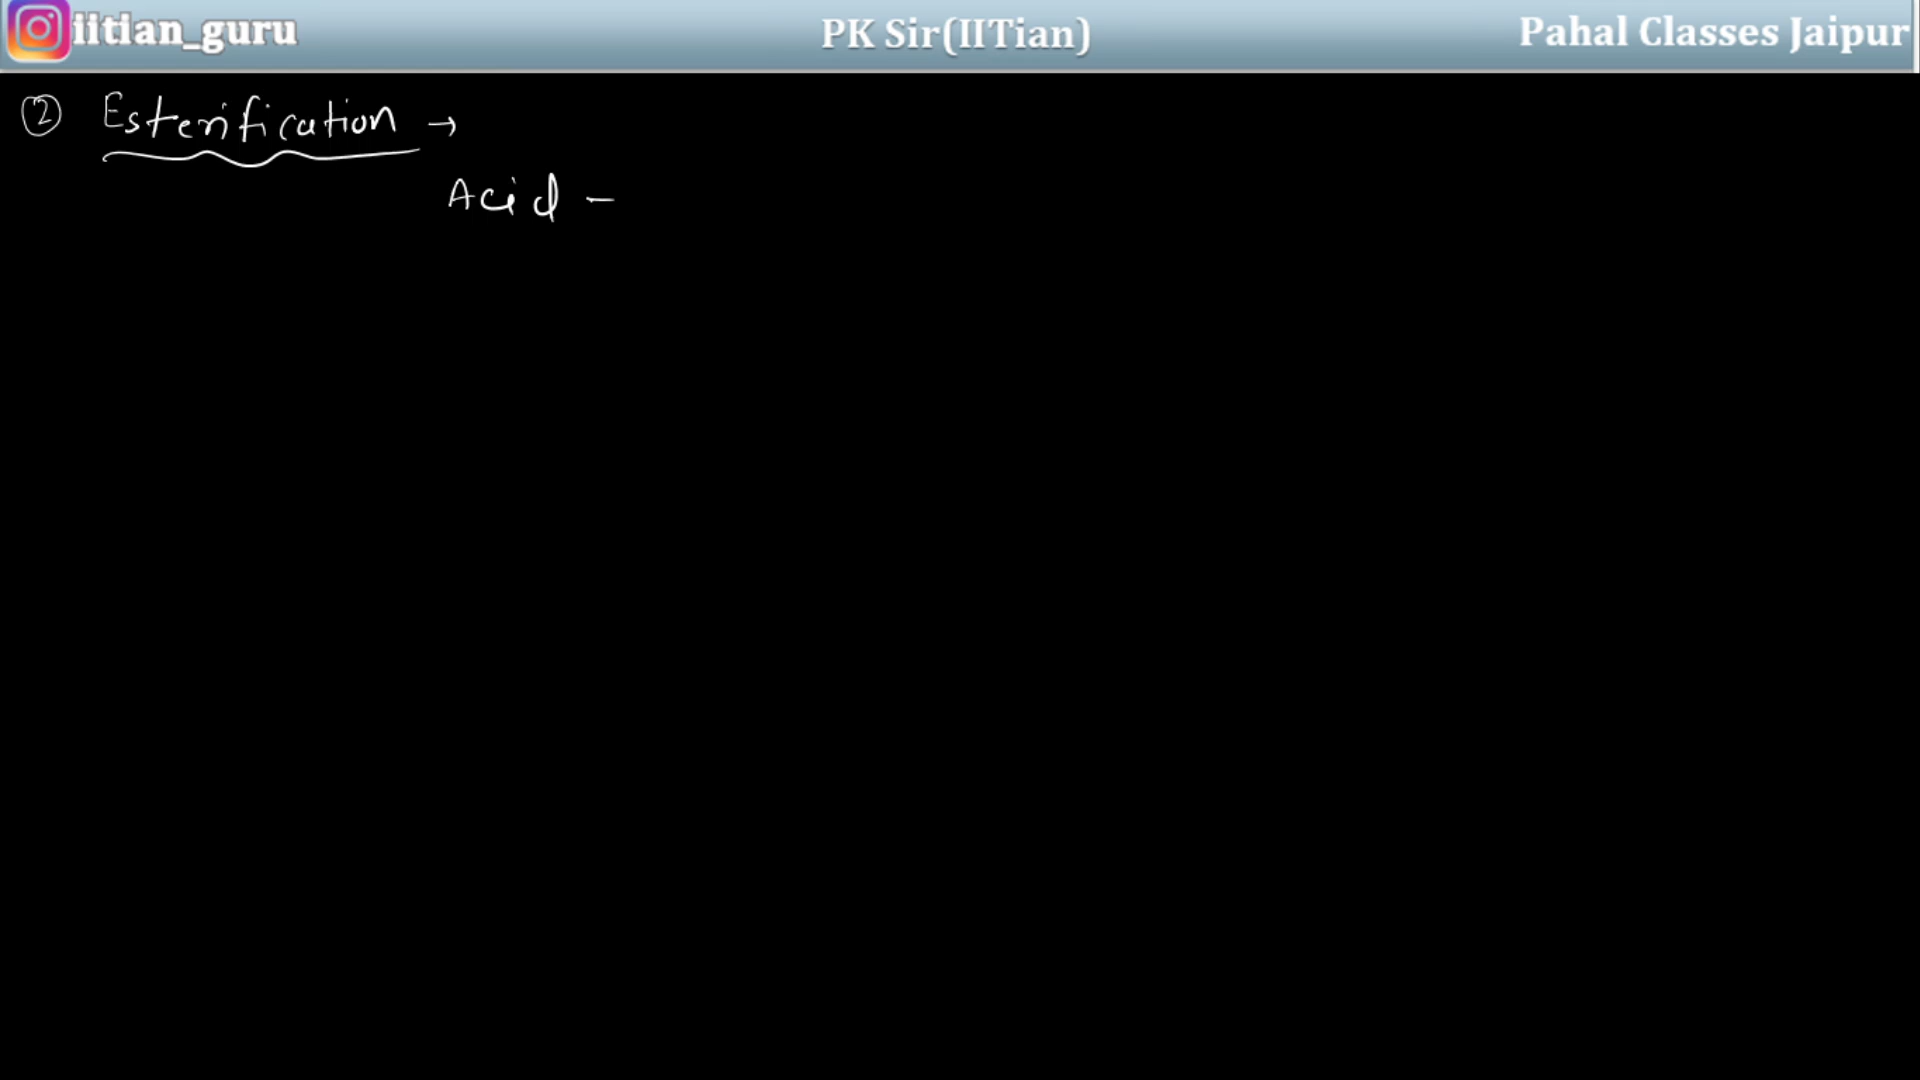 iitian_guru PK Sir(IITian) Pahal Classes Jaipur
② Esterification →
Acid -